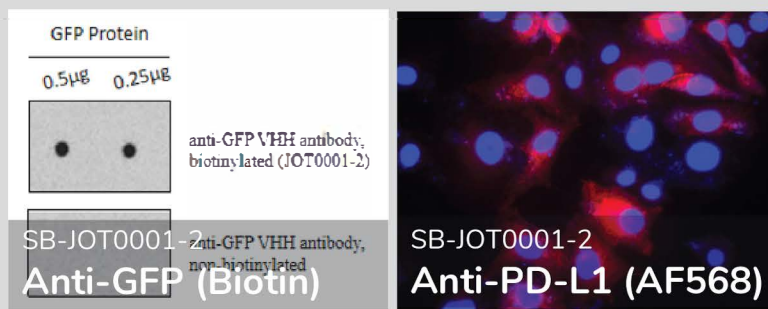 GFP Protein
0.5µg 0.25µg
anti-GFP VHH antibody,
biotinylated (JOT0001-2)
anti-GFP VHH antibody,
non-biotinylated
SB-JOT0001-2
Anti-GFP (Biotin)
SB-JOT0001-2
Anti-PD-L1 (AF568)